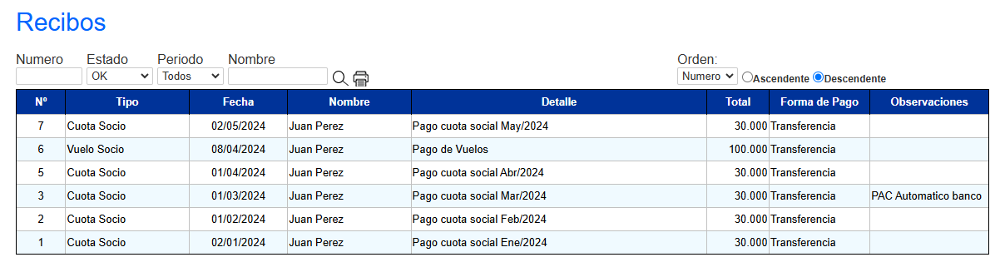 Recibos
Numero Estado Periodo Nombre Orden:
OK Todos Numero Ascendente Descendente
Nº Tipo Fecha Nombre Detalle Total Forma de Pago Observaciones
7 Cuota Socio 02/05/2024 Juan Perez Pago cuota social May/2024 30.000 Transferencia
6 Vuelo Socio 08/04/2024 Juan Perez Pago de Vuelos 100.000 Transferencia
5 Cuota Socio 01/04/2024 Juan Perez Pago cuota social Abr/2024 30.000 Transferencia
3 Cuota Socio 01/03/2024 Juan Perez Pago cuota social Mar/2024 30.000 Transferencia PAC Automatico banco
2 Cuota Socio 01/02/2024 Juan Perez Pago cuota social Feb/2024 30.000 Transferencia
1 Cuota Socio 02/01/2024 Juan Perez Pago cuota social Ene/2024 30.000 Transferencia